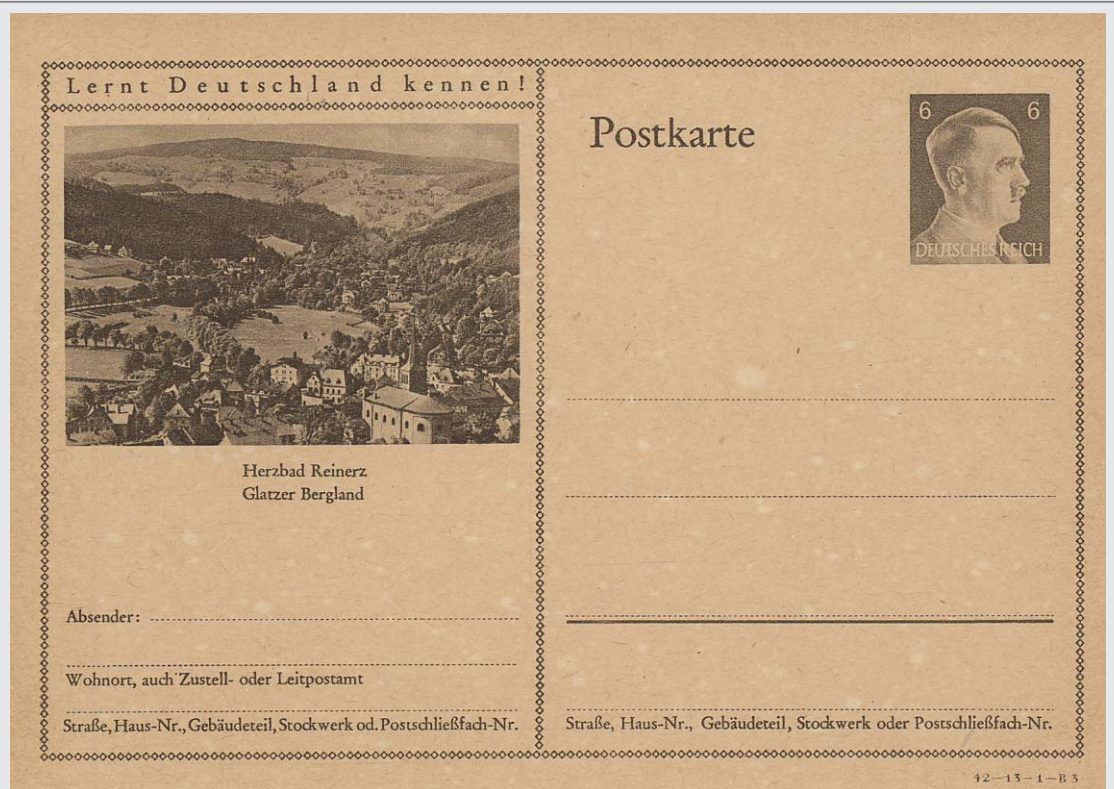 Lernt Deutschland kennen!
Herzbad Reinerz
Glatzer Bergland
Absender:
Wohnort, auch Zustell- oder Leitpostamt
Straße, Haus-Nr., Gebäudeteil, Stockwerk od. Postschließfach-Nr.
Postkarte
6 6
DEUTSCHES REICH
Straße, Haus-Nr., Gebäudeteil, Stockwerk oder Postschließfach-Nr.
42—13—1—B 3